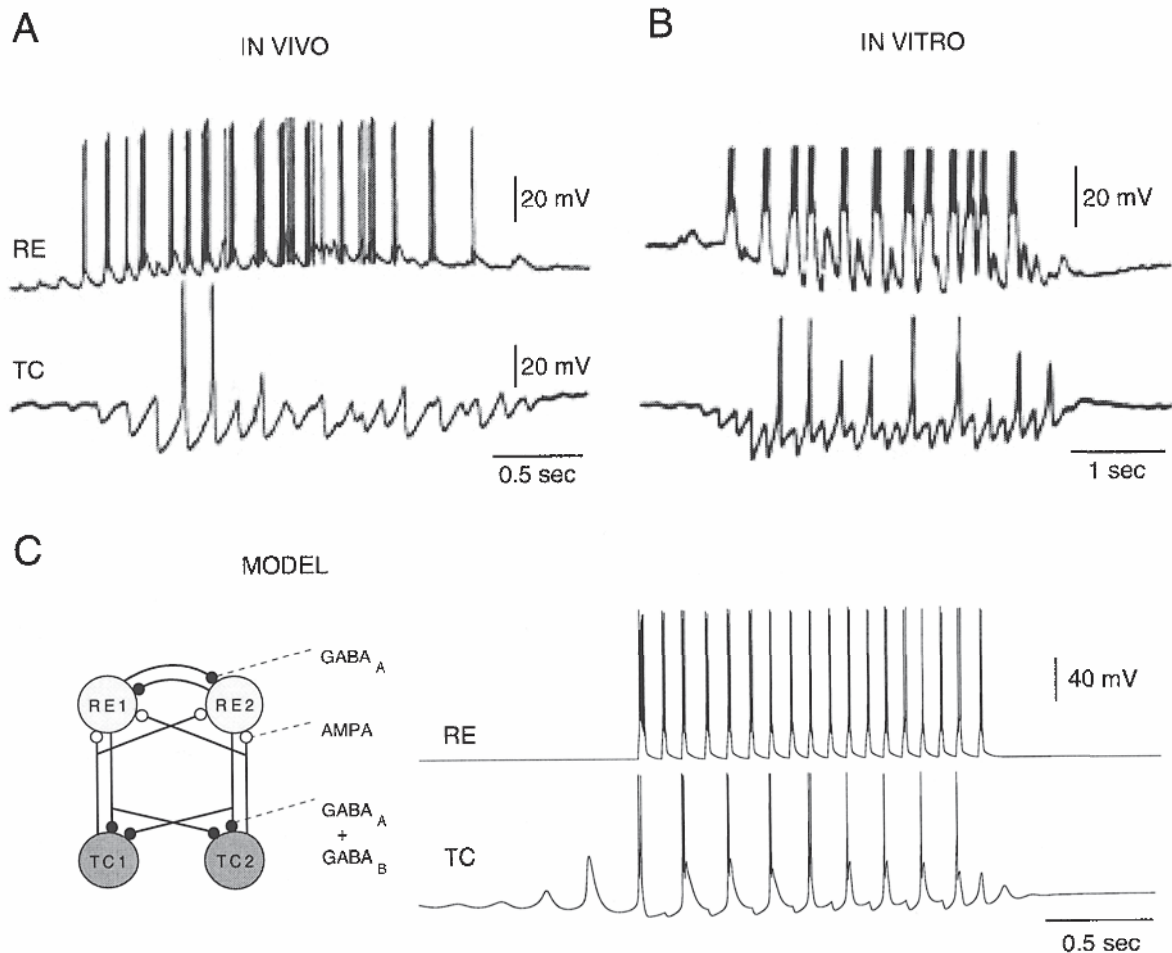 A
IN VIVO
20 mV
RE
20 mV
TC
0.5 sec
B
IN VITRO
20 mV
1 sec
C
MODEL
GABA A
RE1
RE2
AMPA
GABA A
+
GABA B
TC1
TC2
40 mV
RE
TC
0.5 sec